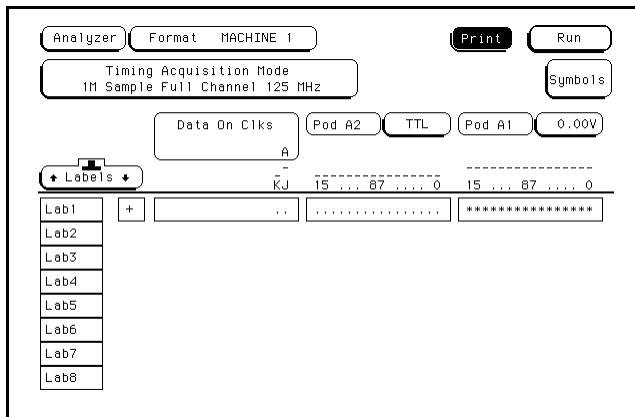 Analyzer Format MACHINE 1 Print Run
Timing Acquisition Mode
1M Sample Full Channel 125 MHz
Symbols
Data On Clks Pod A2 TTL Pod A1 0.00V
A
Labels
KJ 15 ... 87 .... 0 15 ... 87 .... 0
Lab1 + .. ................ ****************
Lab2
Lab3
Lab4
Lab5
Lab6
Lab7
Lab8